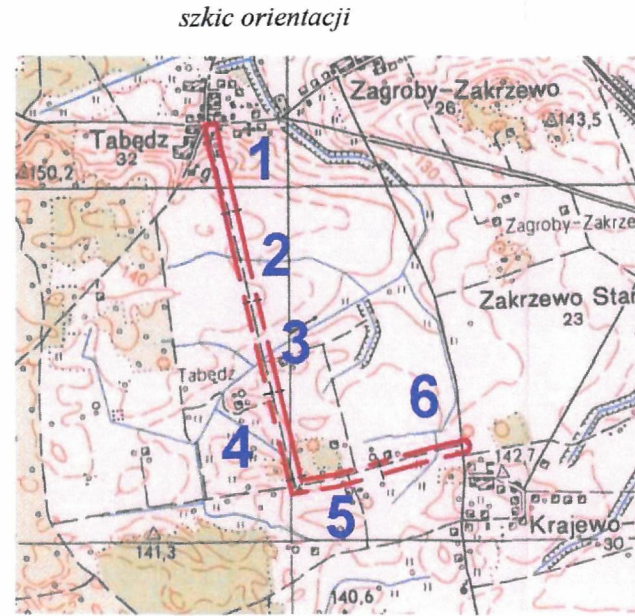 szkic orientacji
Zagroby-Zakrzewo
26
143,5
Tabędz
32
1
150,2
130
2
Zagroby-Zakrze
140
Zakrzewo Star
23
3
Tabędz
6
4
142,7
5
Krajewo
30
141,3
140,6